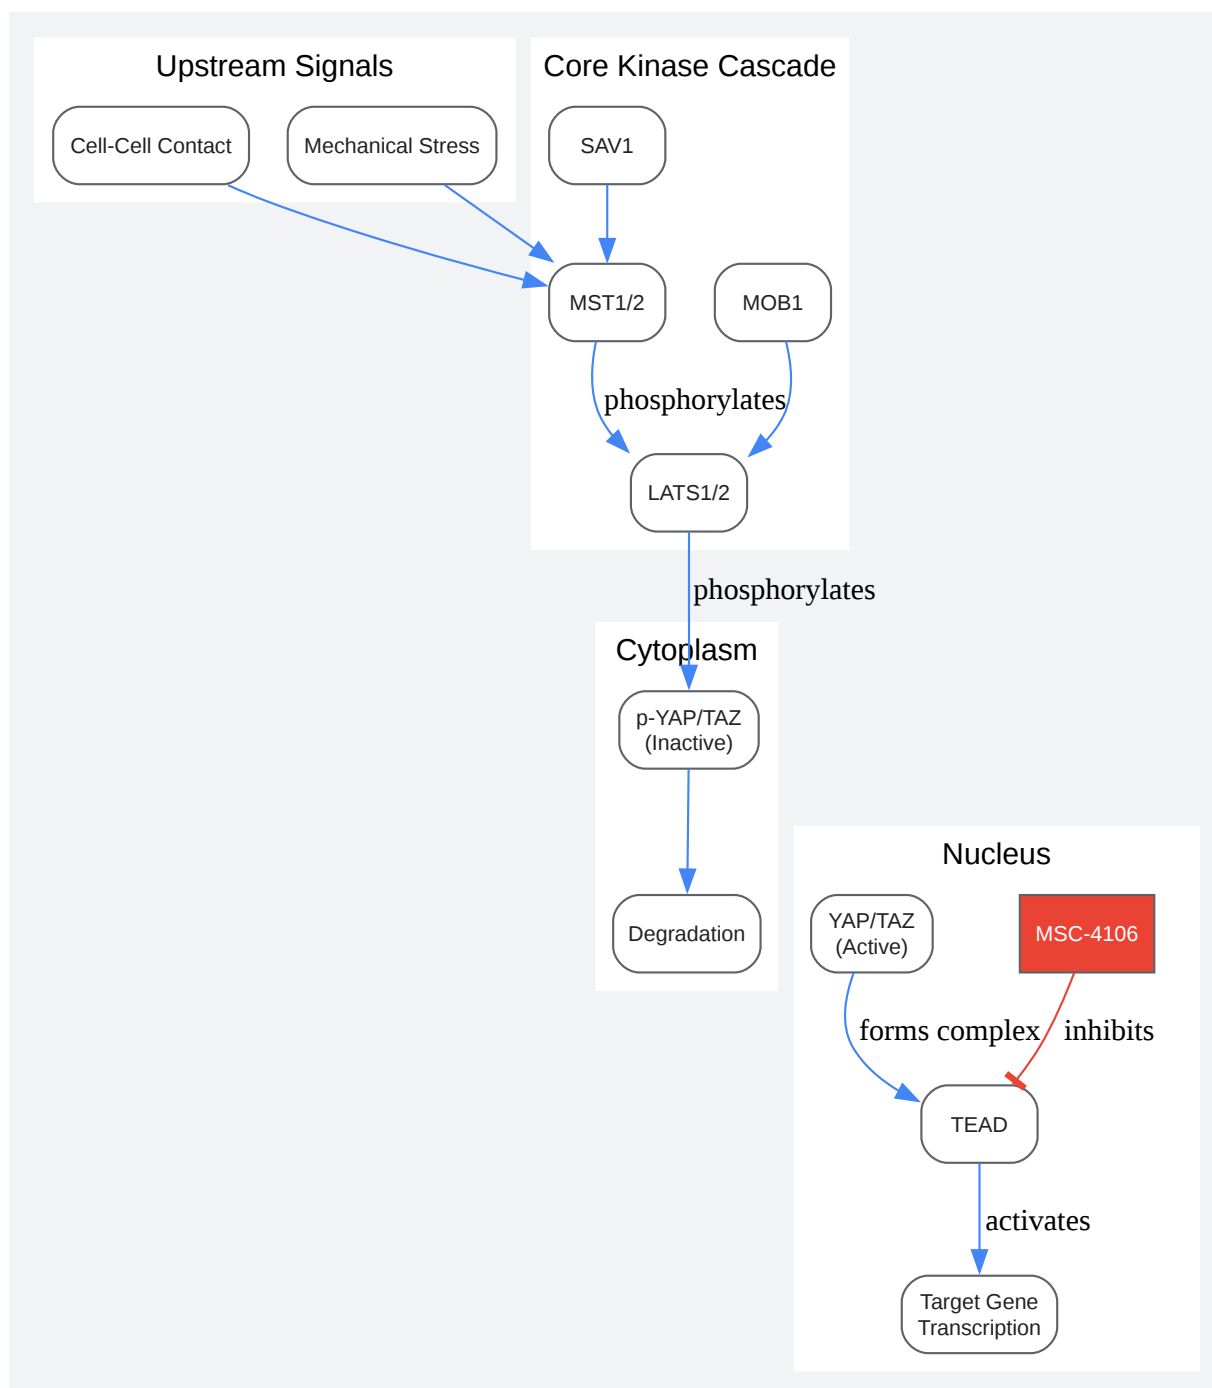 Upstream Signals
Core Kinase Cascade
Cell-Cell Contact
Mechanical Stress
SAV1
MST1/2
MOB1
phosphorylates
LATS1/2
phosphorylates
Cytoplasm
p-YAP/TAZ
(Inactive)
Degradation
Nucleus
YAP/TAZ
(Active)
MSC-4106
forms complex
inhibits
TEAD
activates
Target Gene
Transcription